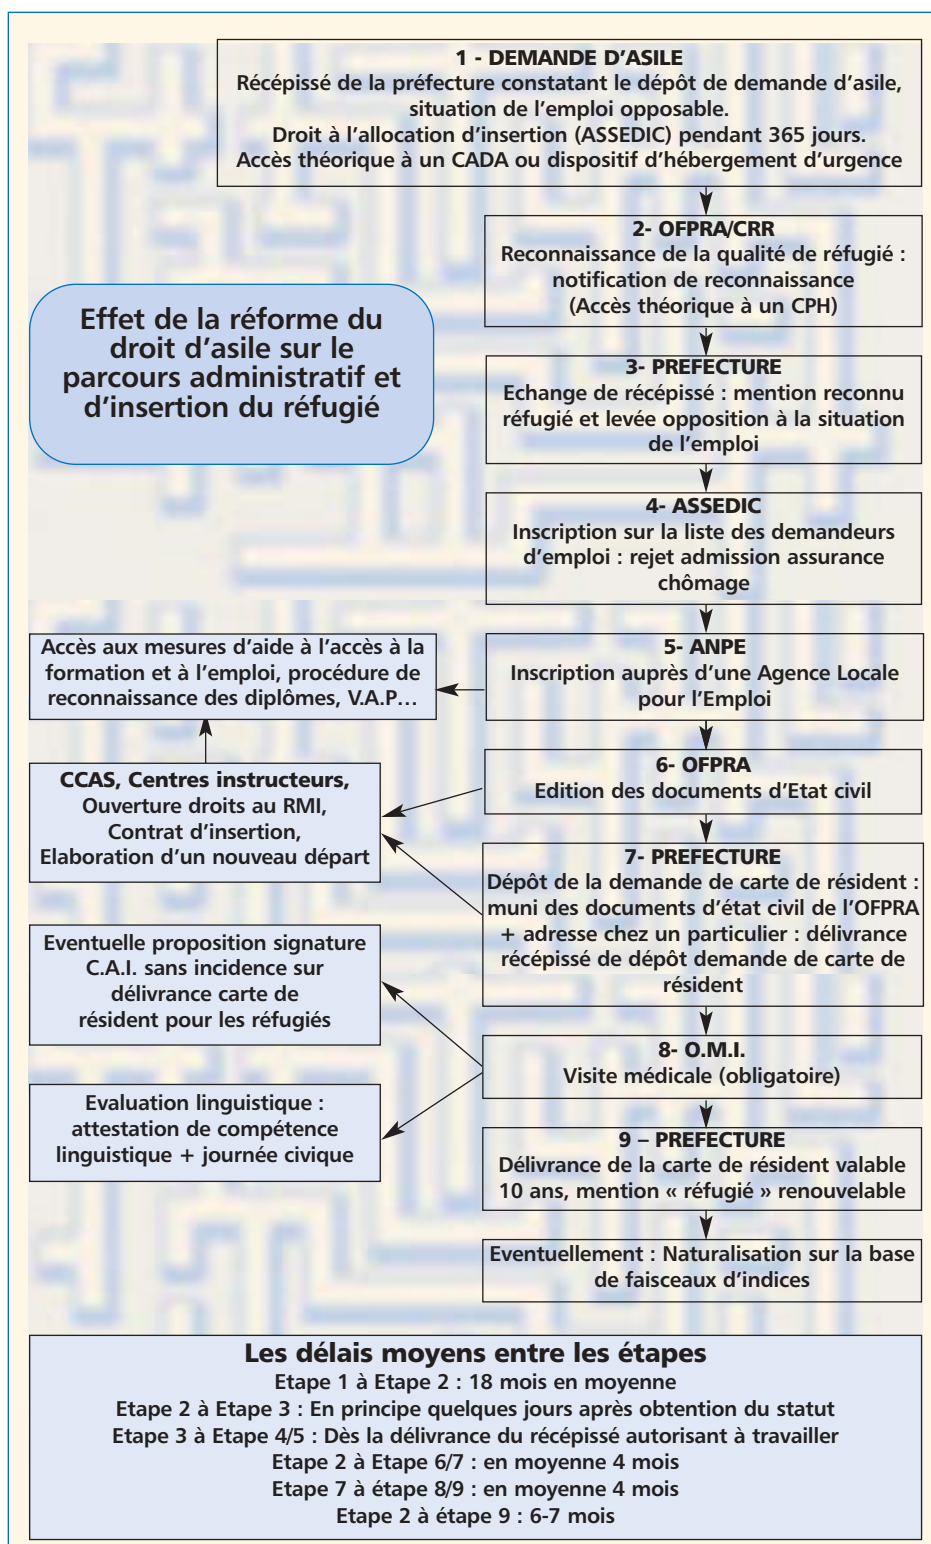 1 - DEMANDE D'ASILE
Récépissé de la préfecture constatant le dépôt de demande d'asile,
situation de l'emploi opposable.
Droit à l'allocation d'insertion (ASSEDIC) pendant 365 jours.
Accès théorique à un CADA ou dispositif d'hébergement d'urgence
2- OFPRA/CRR
Reconnaissance de la qualité de réfugié :
notification de reconnaissance
(Accès théorique à un CPH)
Effet de la réforme du
droit d'asile sur le
parcours administratif et
d'insertion du réfugié
3- PREFECTURE
Echange de récépissé : mention reconnu
réfugié et levée opposition à la situation
de l'emploi
4- ASSEDIC
Inscription sur la liste des demandeurs
d'emploi : rejet admission assurance
chômage
5- ANPE
Inscription auprès d'une Agence Locale
pour l'Emploi
Accès aux mesures d'aide à l'accès à la
formation et à l'emploi, procédure de
reconnaissance des diplômes, V.A.P…
6- OFPRA
Edition des documents d'Etat civil
CCAS, Centres instructeurs,
Ouverture droits au RMI,
Contrat d'insertion,
Elaboration d'un nouveau départ
7- PREFECTURE
Dépôt de la demande de carte de résident :
muni des documents d'état civil de l'OFPRA
+ adresse chez un particulier : délivrance
récépissé de dépôt demande de carte de
résident
Eventuelle proposition signature
C.A.I. sans incidence sur
délivrance carte de
résident pour les réfugiés
8- O.M.I.
Visite médicale (obligatoire)
Evaluation linguistique :
attestation de compétence
linguistique + journée civique
9 – PREFECTURE
Délivrance de la carte de résident valable
10 ans, mention « réfugié » renouvelable
Eventuellement : Naturalisation sur la base
de faisceaux d'indices
Les délais moyens entre les étapes
Etape 1 à Etape 2 : 18 mois en moyenne
Etape 2 à Etape 3 : En principe quelques jours après obtention du statut
Etape 3 à Etape 4/5 : Dès la délivrance du récépissé autorisant à travailler
Etape 2 à Etape 6/7 : en moyenne 4 mois
Etape 7 à étape 8/9 : en moyenne 4 mois
Etape 2 à étape 9 : 6-7 mois